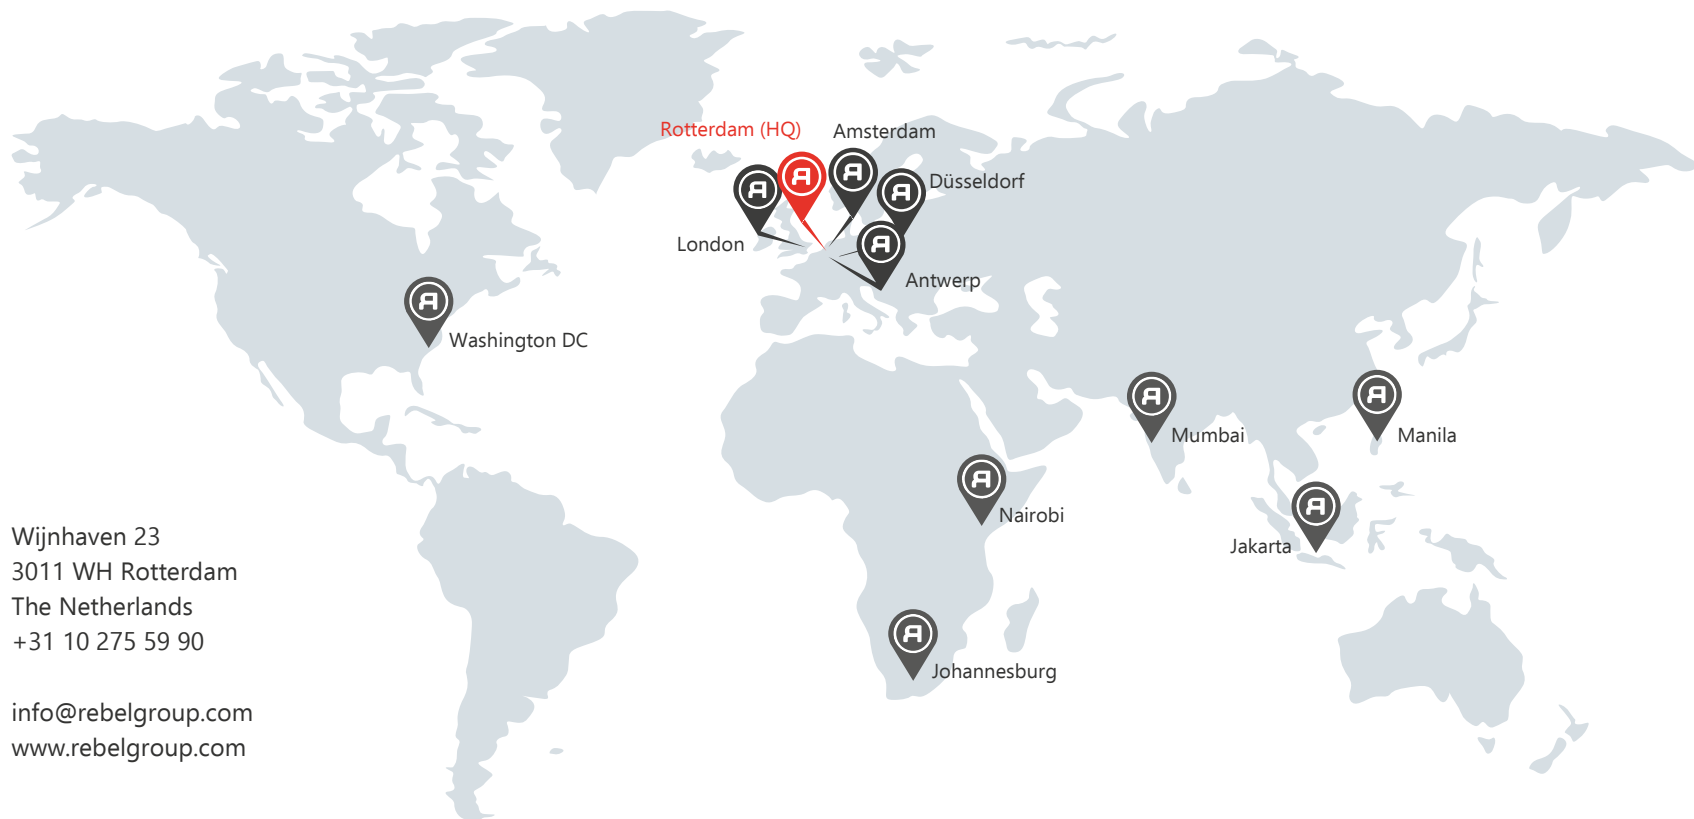 Rotterdam (HQ)
Amsterdam
Düsseldorf
London
Antwerp
Washington DC
Mumbai
Manila
Nairobi
Jakarta
Johannesburg
Wijnhaven 23
3011 WH Rotterdam
The Netherlands
+31 10 275 59 90
info@rebelgroup.com
www.rebelgroup.com